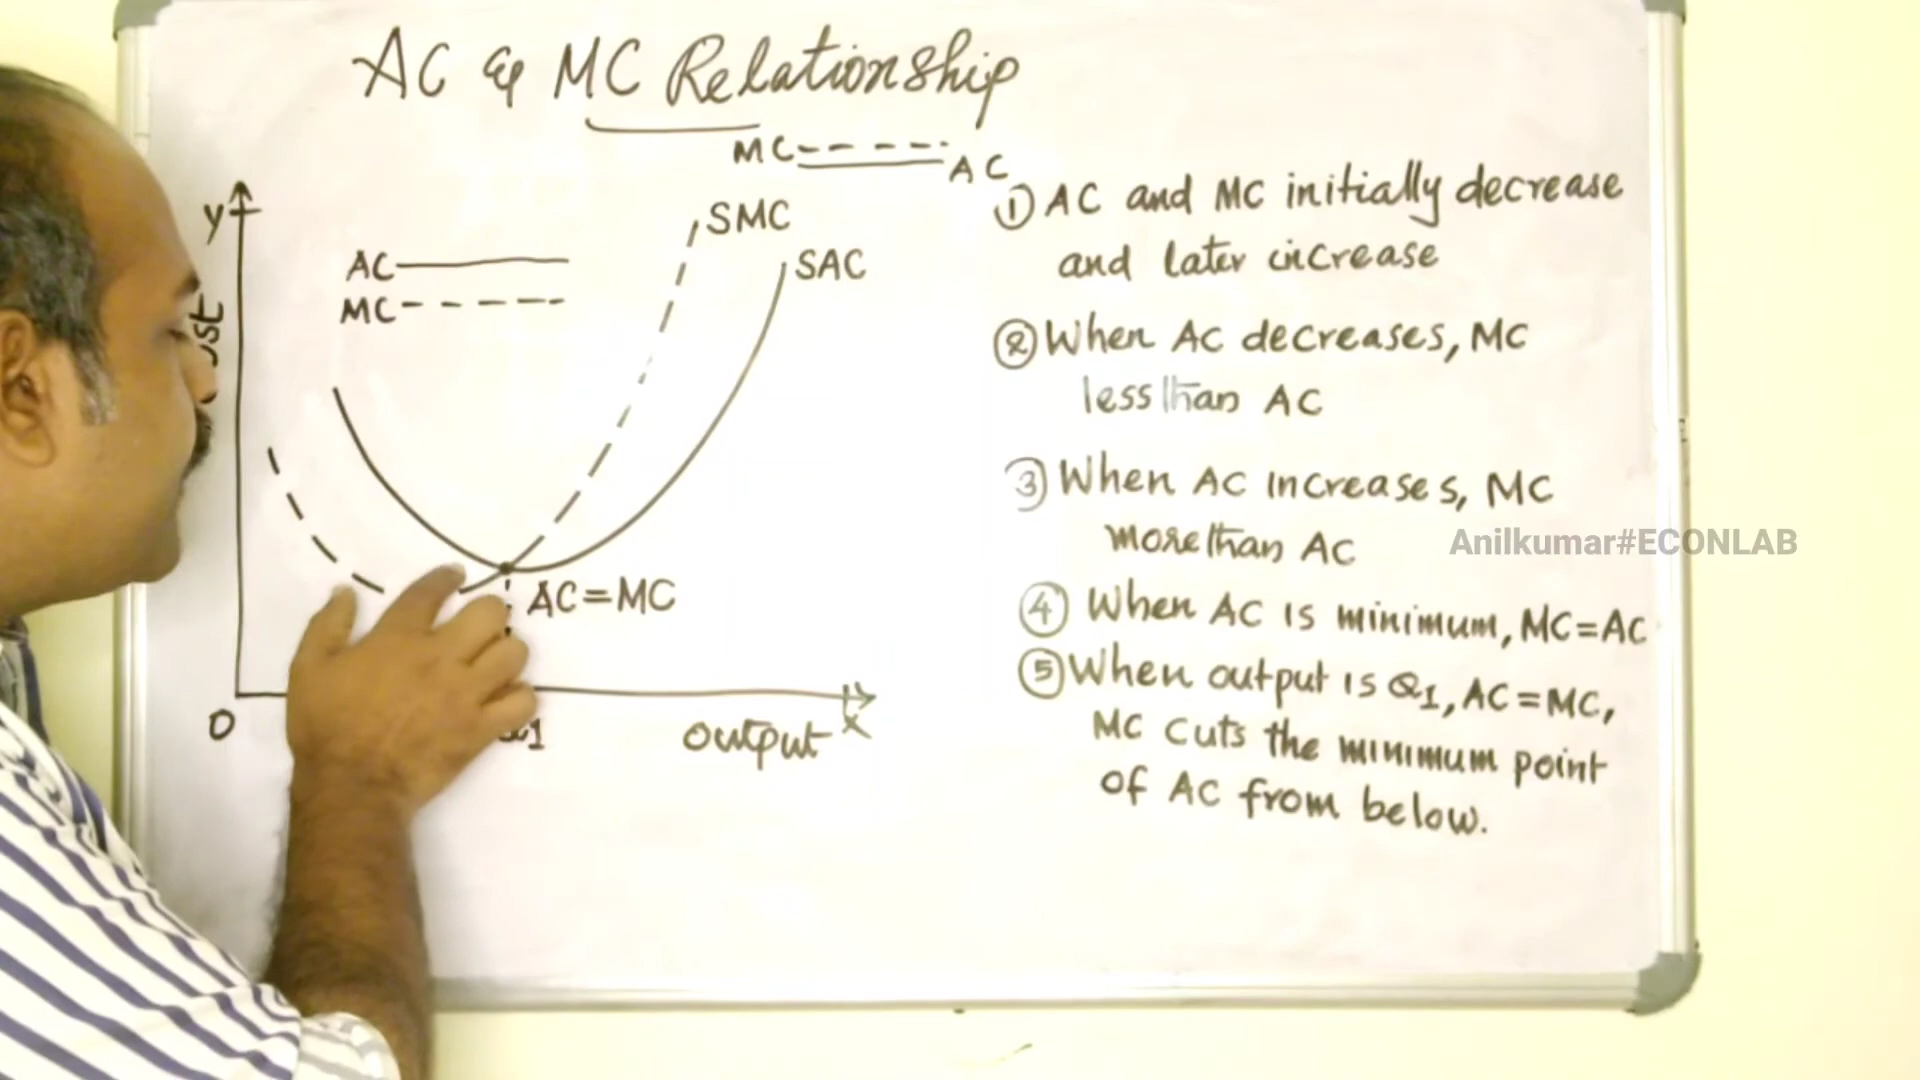 AC & MC Relationship
MC
AC
Y
SMC
SAC
AC
MC
AC=MC
O
output
X
① AC and MC initially decrease
and later increase
② When AC decreases, MC
less than AC
③ When AC increases, MC
more than AC
④ When AC is minimum, MC=AC
⑤ When output is Q1, AC=MC,
MC cuts the minimum point
of AC from below.
Anilkumar#ECONLAB